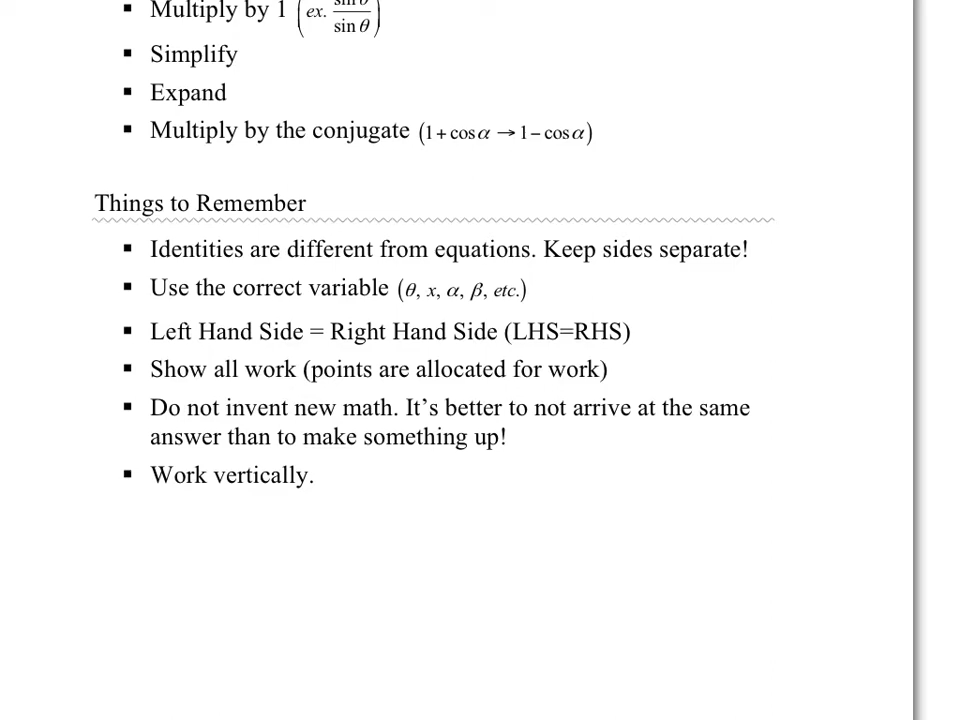 ▪ Multiply by 1 (ex. sin θ / sin θ)
▪ Simplify
▪ Expand
▪ Multiply by the conjugate (1 + cos α → 1 − cos α)
Things to Remember
▪ Identities are different from equations. Keep sides separate!
▪ Use the correct variable (θ, x, α, β, etc.)
▪ Left Hand Side = Right Hand Side (LHS=RHS)
▪ Show all work (points are allocated for work)
▪ Do not invent new math. It’s better to not arrive at the same
answer than to make something up!
▪ Work vertically.